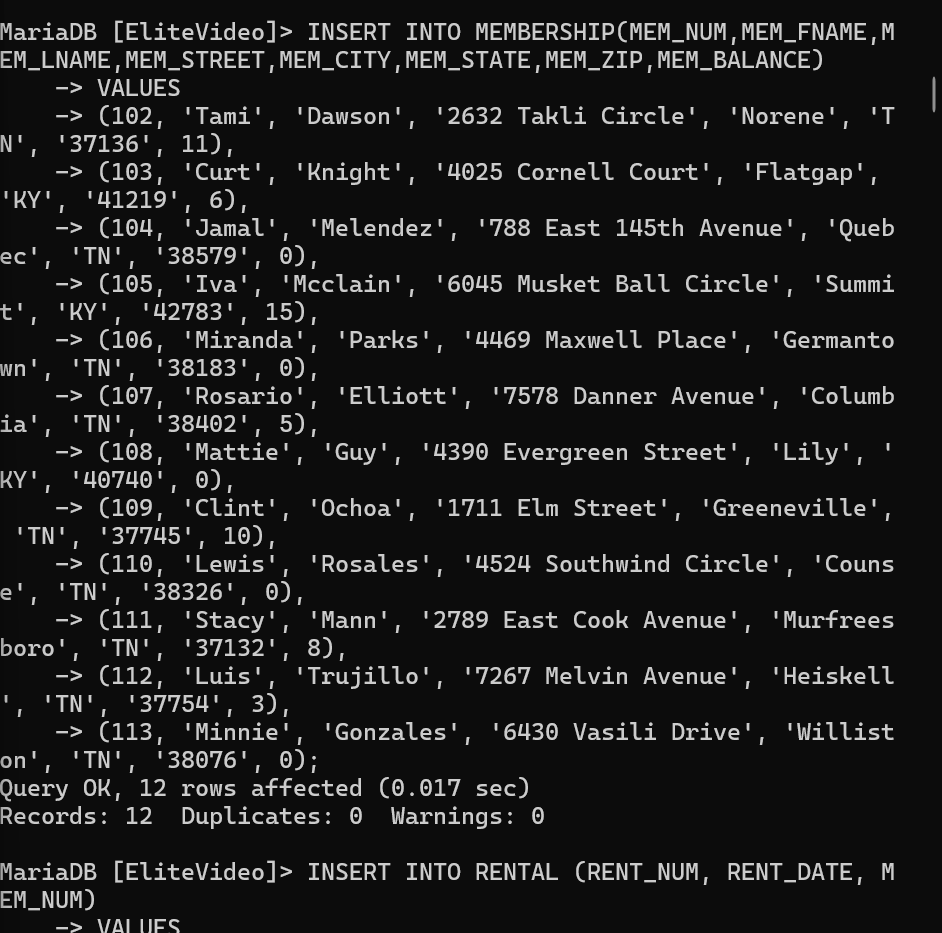 MariaDB [EliteVideo]> INSERT INTO MEMBERSHIP(MEM_NUM,MEM_FNAME,M
EM_LNAME,MEM_STREET,MEM_CITY,MEM_STATE,MEM_ZIP,MEM_BALANCE)
    -> VALUES
    -> (102, 'Tami', 'Dawson', '2632 Takli Circle', 'Norene', 'T
N', '37136', 11),
    -> (103, 'Curt', 'Knight', '4025 Cornell Court', 'Flatgap',
'KY', '41219', 6),
    -> (104, 'Jamal', 'Melendez', '788 East 145th Avenue', 'Queb
ec', 'TN', '38579', 0),
    -> (105, 'Iva', 'Mcclain', '6045 Musket Ball Circle', 'Summi
t', 'KY', '42783', 15),
    -> (106, 'Miranda', 'Parks', '4469 Maxwell Place', 'Germanto
wn', 'TN', '38183', 0),
    -> (107, 'Rosario', 'Elliott', '7578 Danner Avenue', 'Columb
ia', 'TN', '38402', 5),
    -> (108, 'Mattie', 'Guy', '4390 Evergreen Street', 'Lily', '
KY', '40740', 0),
    -> (109, 'Clint', 'Ochoa', '1711 Elm Street', 'Greeneville',
 'TN', '37745', 10),
    -> (110, 'Lewis', 'Rosales', '4524 Southwind Circle', 'Couns
e', 'TN', '38326', 0),
    -> (111, 'Stacy', 'Mann', '2789 East Cook Avenue', 'Murfrees
boro', 'TN', '37132', 8),
    -> (112, 'Luis', 'Trujillo', '7267 Melvin Avenue', 'Heiskell
', 'TN', '37754', 3),
    -> (113, 'Minnie', 'Gonzales', '6430 Vasili Drive', 'Willist
on', 'TN', '38076', 0);
Query OK, 12 rows affected (0.017 sec)
Records: 12  Duplicates: 0  Warnings: 0
MariaDB [EliteVideo]> INSERT INTO RENTAL (RENT_NUM, RENT_DATE, M
EM_NUM)
    -> VALUES